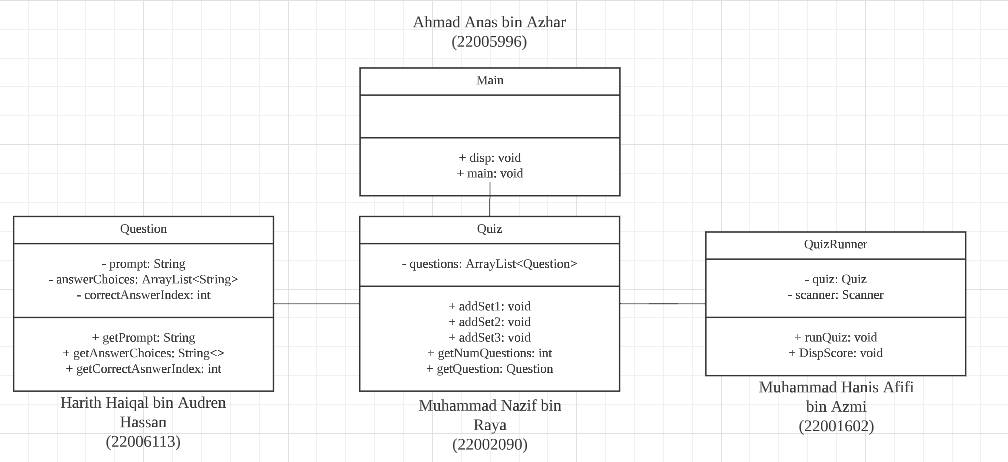 Ahmad Anas bin Azhar
(22005996)
Main
+ disp: void
+ main: void
Question
- prompt: String
- answerChoices: ArrayList<String>
- correctAnswerIndex: int
+ getPrompt: String
+ getAnswerChoices: String<>
+ getCorrectAsnwerIndex: int
Harith Haiqal bin Audren
Hassan
(22006113)
Quiz
- questions: ArrayList<Question>
+ addSet1: void
+ addSet2: void
+ addSet3: void
+ getNumQuestions: int
+ getQuestion: Question
Muhammad Nazif bin
Raya
(22002090)
QuizRunner
- quiz: Quiz
- scanner: Scanner
+ runQuiz: void
+ DispScore: void
Muhammad Hanis Afifi
bin Azmi
(22001602)